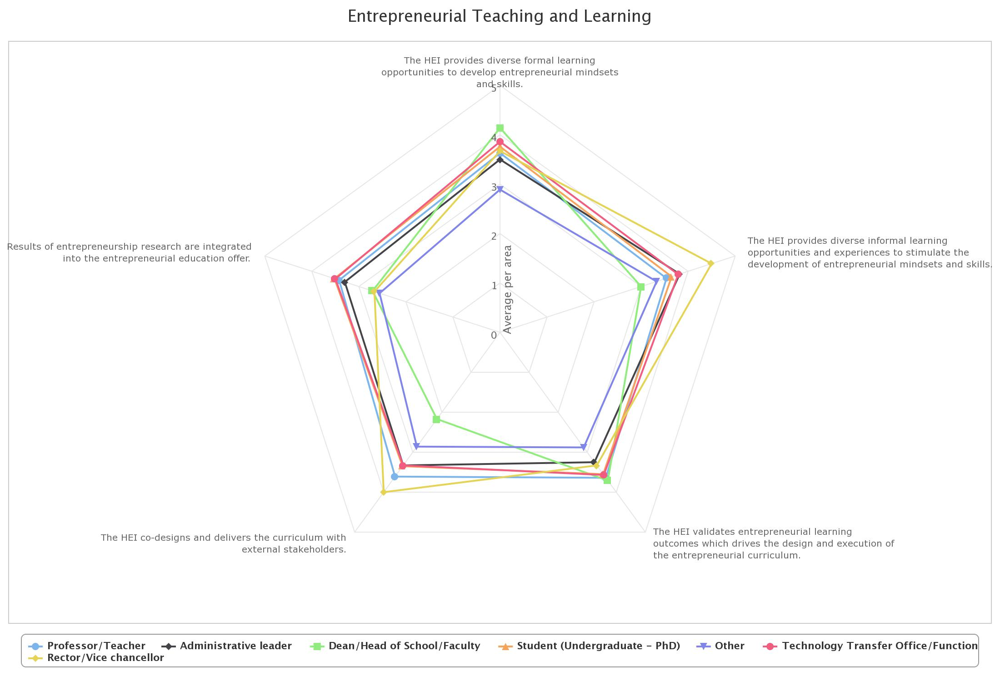 Entrepreneurial Teaching and Learning
The HEI provides diverse formal learning
opportunities to develop entrepreneurial mindsets
and skills.
5
4
3
2
1
0
Average per area
The HEI provides diverse informal learning
opportunities and experiences to stimulate the
development of entrepreneurial mindsets and skills.
Results of entrepreneurship research are integrated
into the entrepreneurial education offer.
The HEI validates entrepreneurial learning
outcomes which drives the design and execution of
the entrepreneurial curriculum.
The HEI co-designs and delivers the curriculum with
external stakeholders.
Professor/Teacher Administrative leader Dean/Head of School/Faculty Student (Undergraduate – PhD) Other Technology Transfer Office/Function
Rector/Vice chancellor